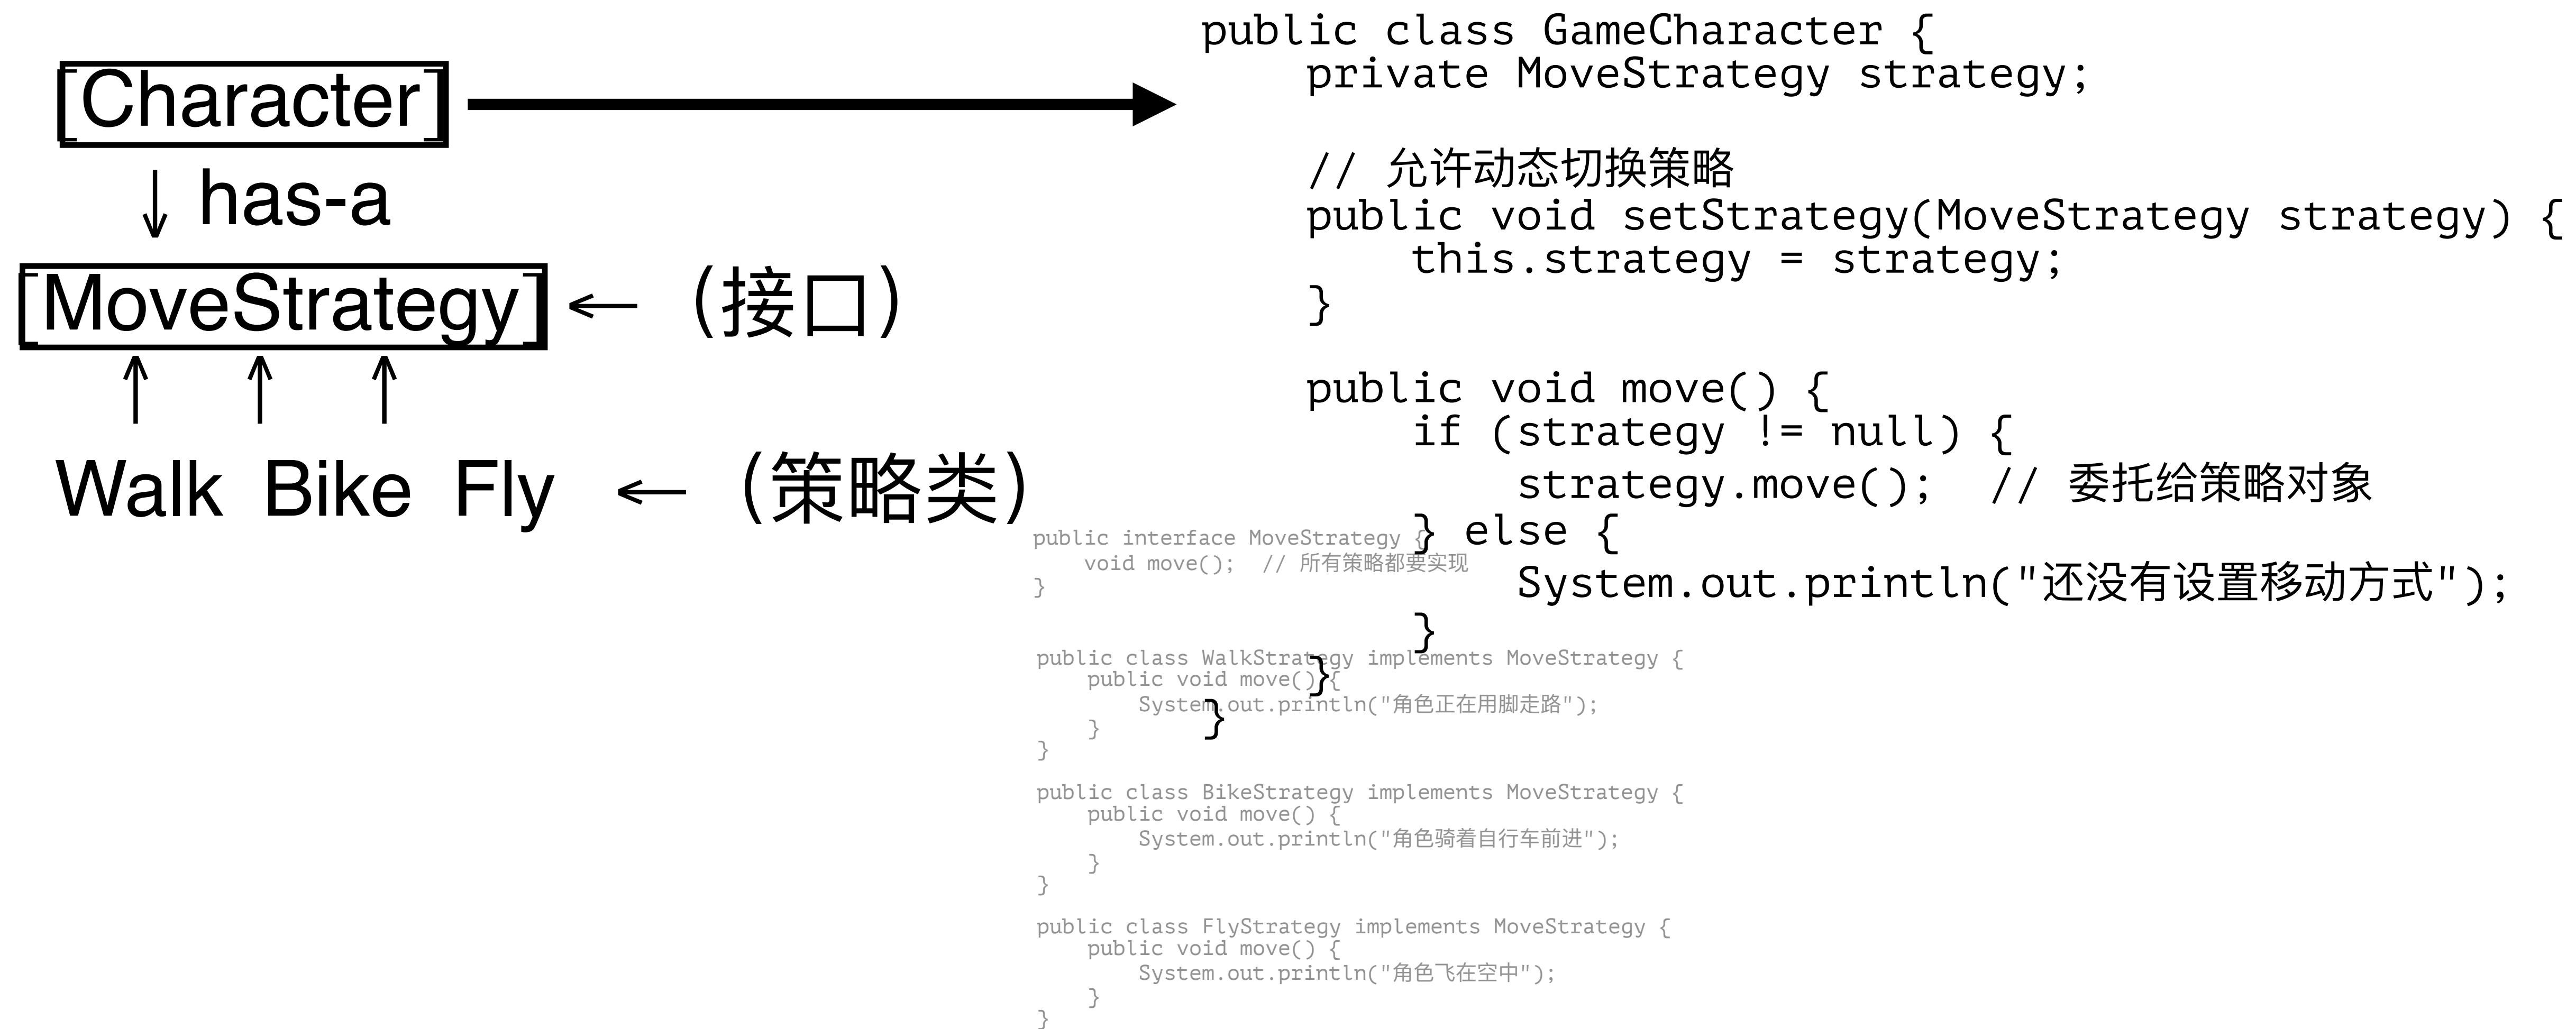 [Character]
↓ has-a
[MoveStrategy] ← (接口)
↑ ↑ ↑
Walk Bike Fly ← (策略类)
public class GameCharacter {
    private MoveStrategy strategy;
    // 允许动态切换策略
    public void setStrategy(MoveStrategy strategy) {
        this.strategy = strategy;
    }
    public void move() {
        if (strategy != null) {
            strategy.move();  // 委托给策略对象
        } else {
            System.out.println("还没有设置移动方式");
        }
    }
}
public interface MoveStrategy {
    void move();  // 所有策略都要实现
}
public class WalkStrategy implements MoveStrategy {
    public void move() {
        System.out.println("角色正在用脚走路");
    }
}
public class BikeStrategy implements MoveStrategy {
    public void move() {
        System.out.println("角色骑着自行车前进");
    }
}
public class FlyStrategy implements MoveStrategy {
    public void move() {
        System.out.println("角色飞在空中");
    }
}